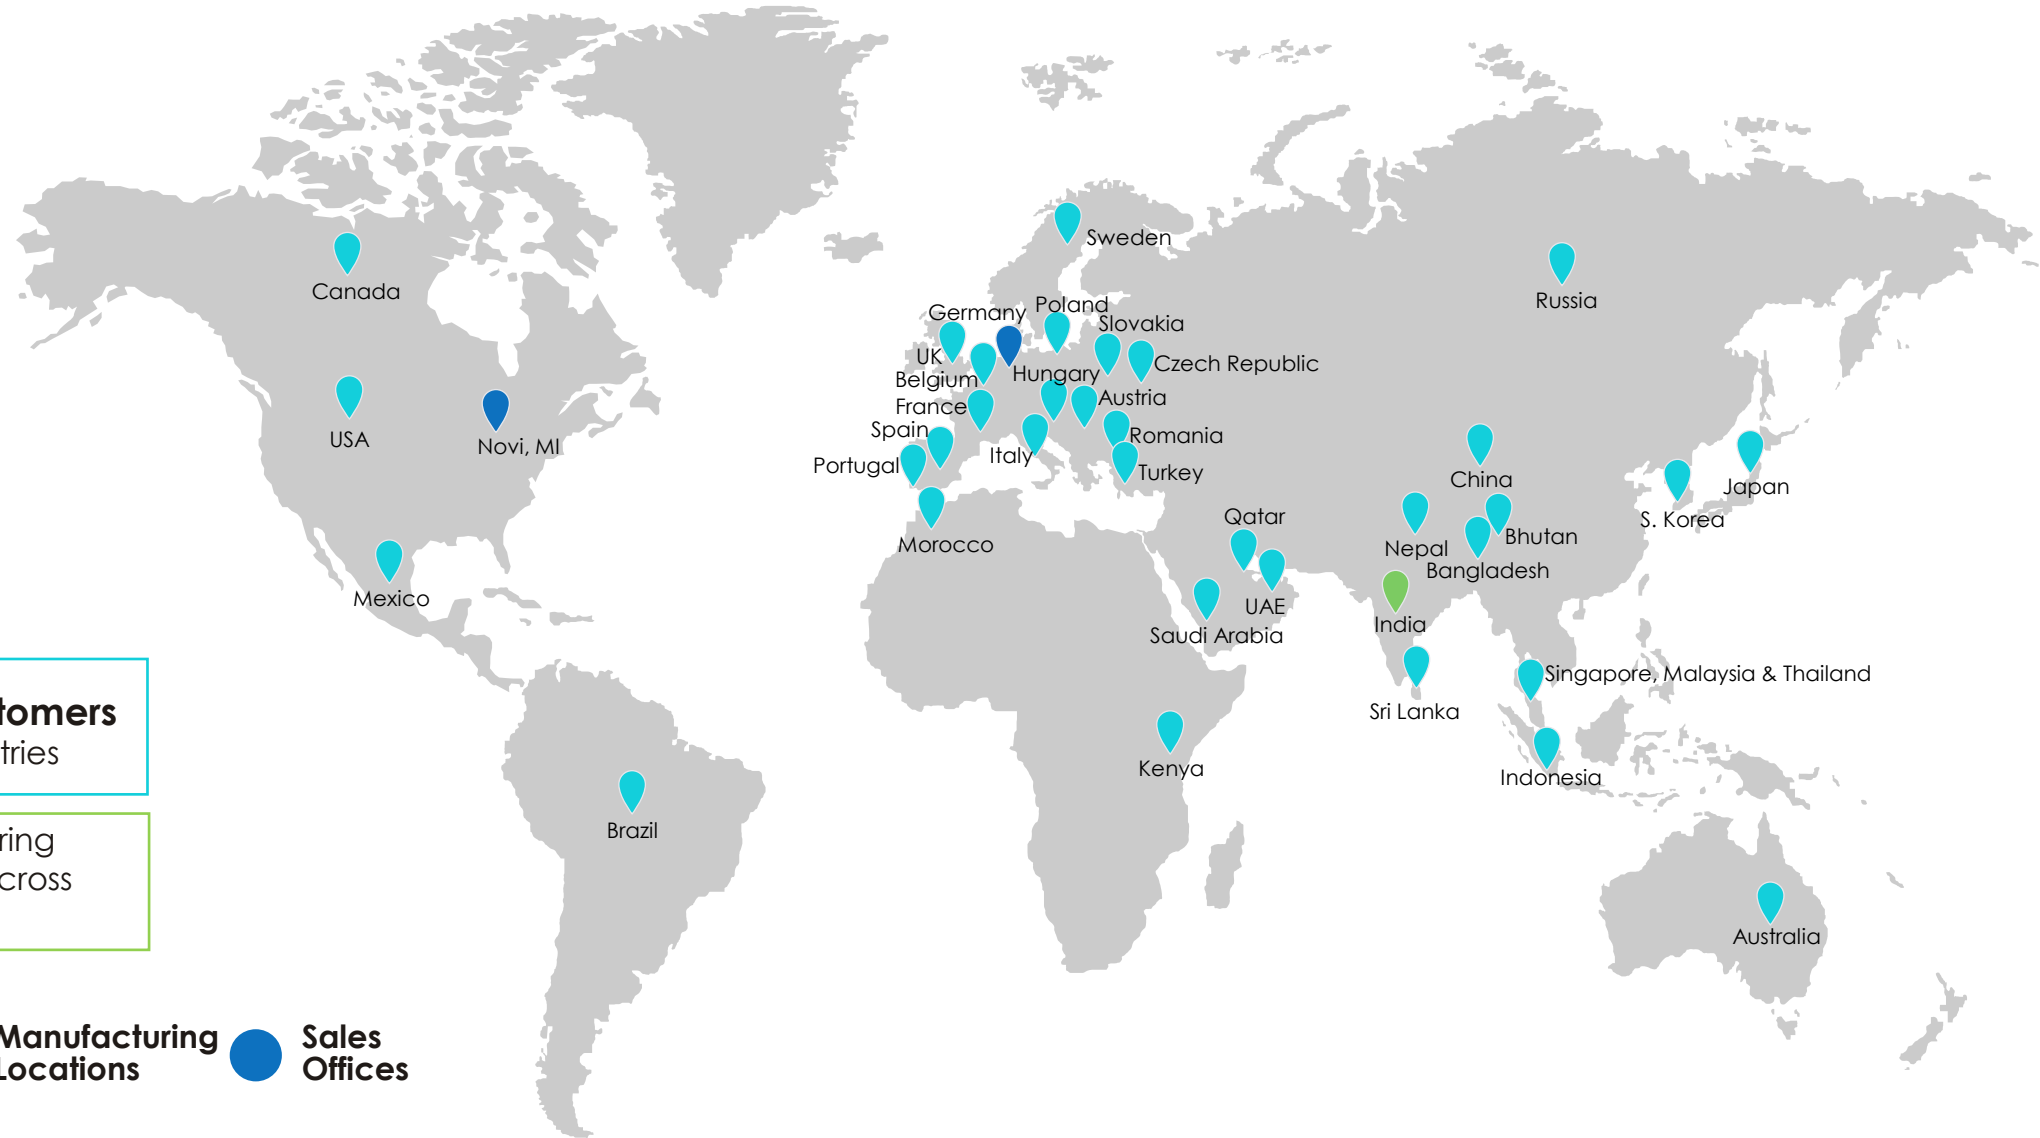 Sweden
Canada
Russia
Germany
Poland
Slovakia
UK
Czech Republic
Belgium
Hungary
France
Austria
Spain
Romania
USA
Novi, MI
Italy
Portugal
Turkey
China
Japan
Qatar
S. Korea
Morocco
Nepal
Bhutan
Bangladesh
Mexico
UAE
India
Saudi Arabia
Singapore, Malaysia & Thailand
Sri Lanka
Kenya
Indonesia
Brazil
Australia
tomers
tries
ring
cross
Manufacturing
Locations
Sales
Offices